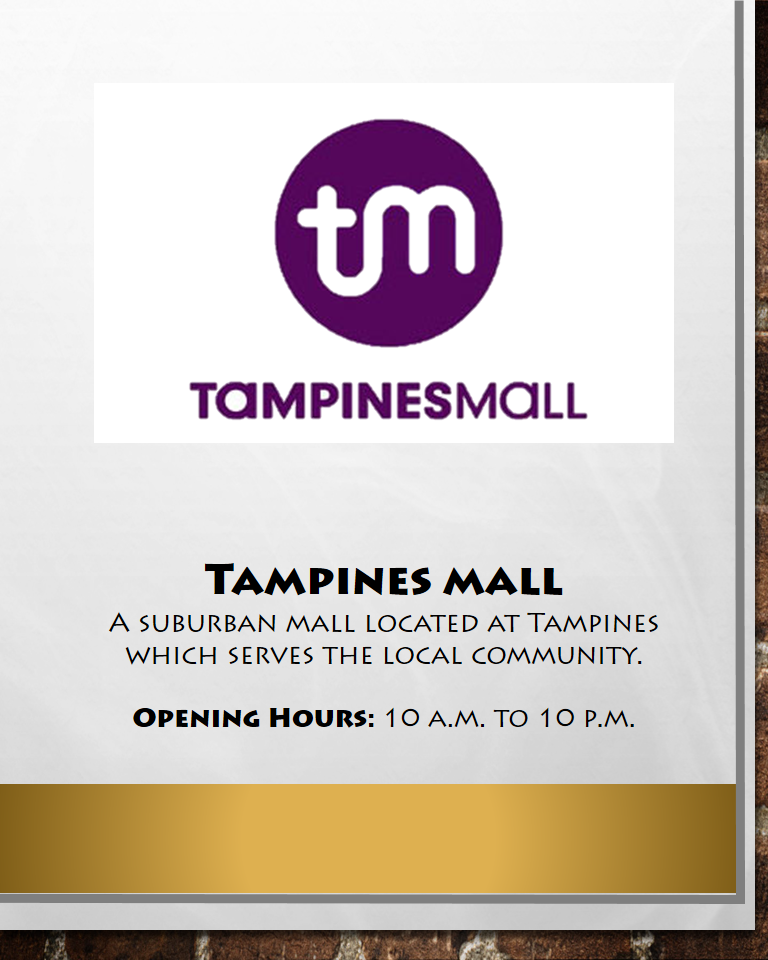 tm
TAMPINESMALL
TAMPINES MALL
A SUBURBAN MALL LOCATED AT TAMPINES
WHICH SERVES THE LOCAL COMMUNITY.
OPENING HOURS: 10 A.M. TO 10 P.M.